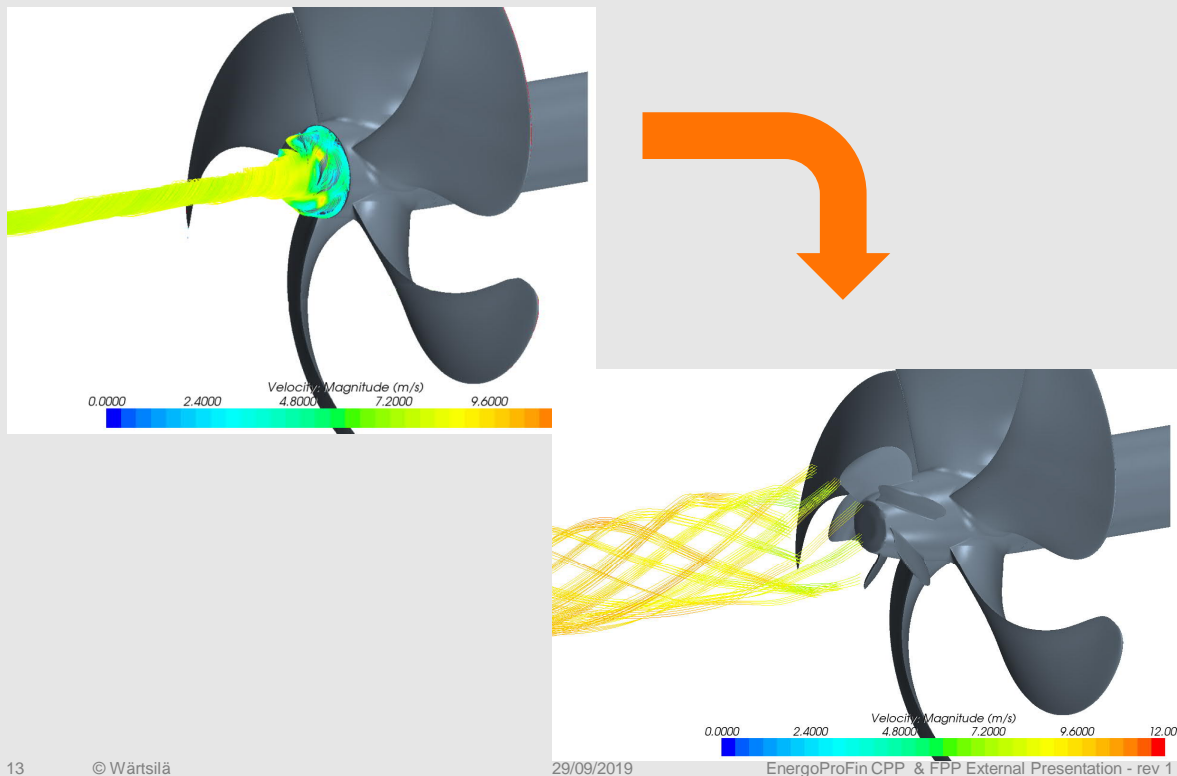 Velocity: Magnitude (m/s)
0.0000 2.4000 4.8000 7.2000 9.6000
Velocity: Magnitude (m/s)
0.0000 2.4000 4.8000 7.2000 9.6000 12.00
13 © Wärtsilä 29/09/2019 EnergoProFin CPP & FPP External Presentation - rev 1